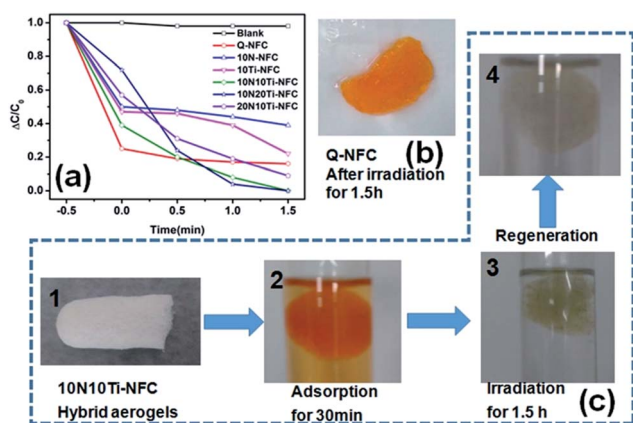 (a)
ΔC/C0
1.0
0.8
0.6
0.4
0.2
0.0
-0.5 0.0 0.5 1.0 1.5
Time(min)
Blank
Q-NFC
10N-NFC
10Ti-NFC
10N10Ti-NFC
10N20Ti-NFC
20N10Ti-NFC
Q-NFC
After irradiation
for 1.5h
(b)
4
Regeneration
1
10N10Ti-NFC
Hybrid aerogels
2
Adsorption
for 30min
3
Irradiation
for 1.5 h
(c)